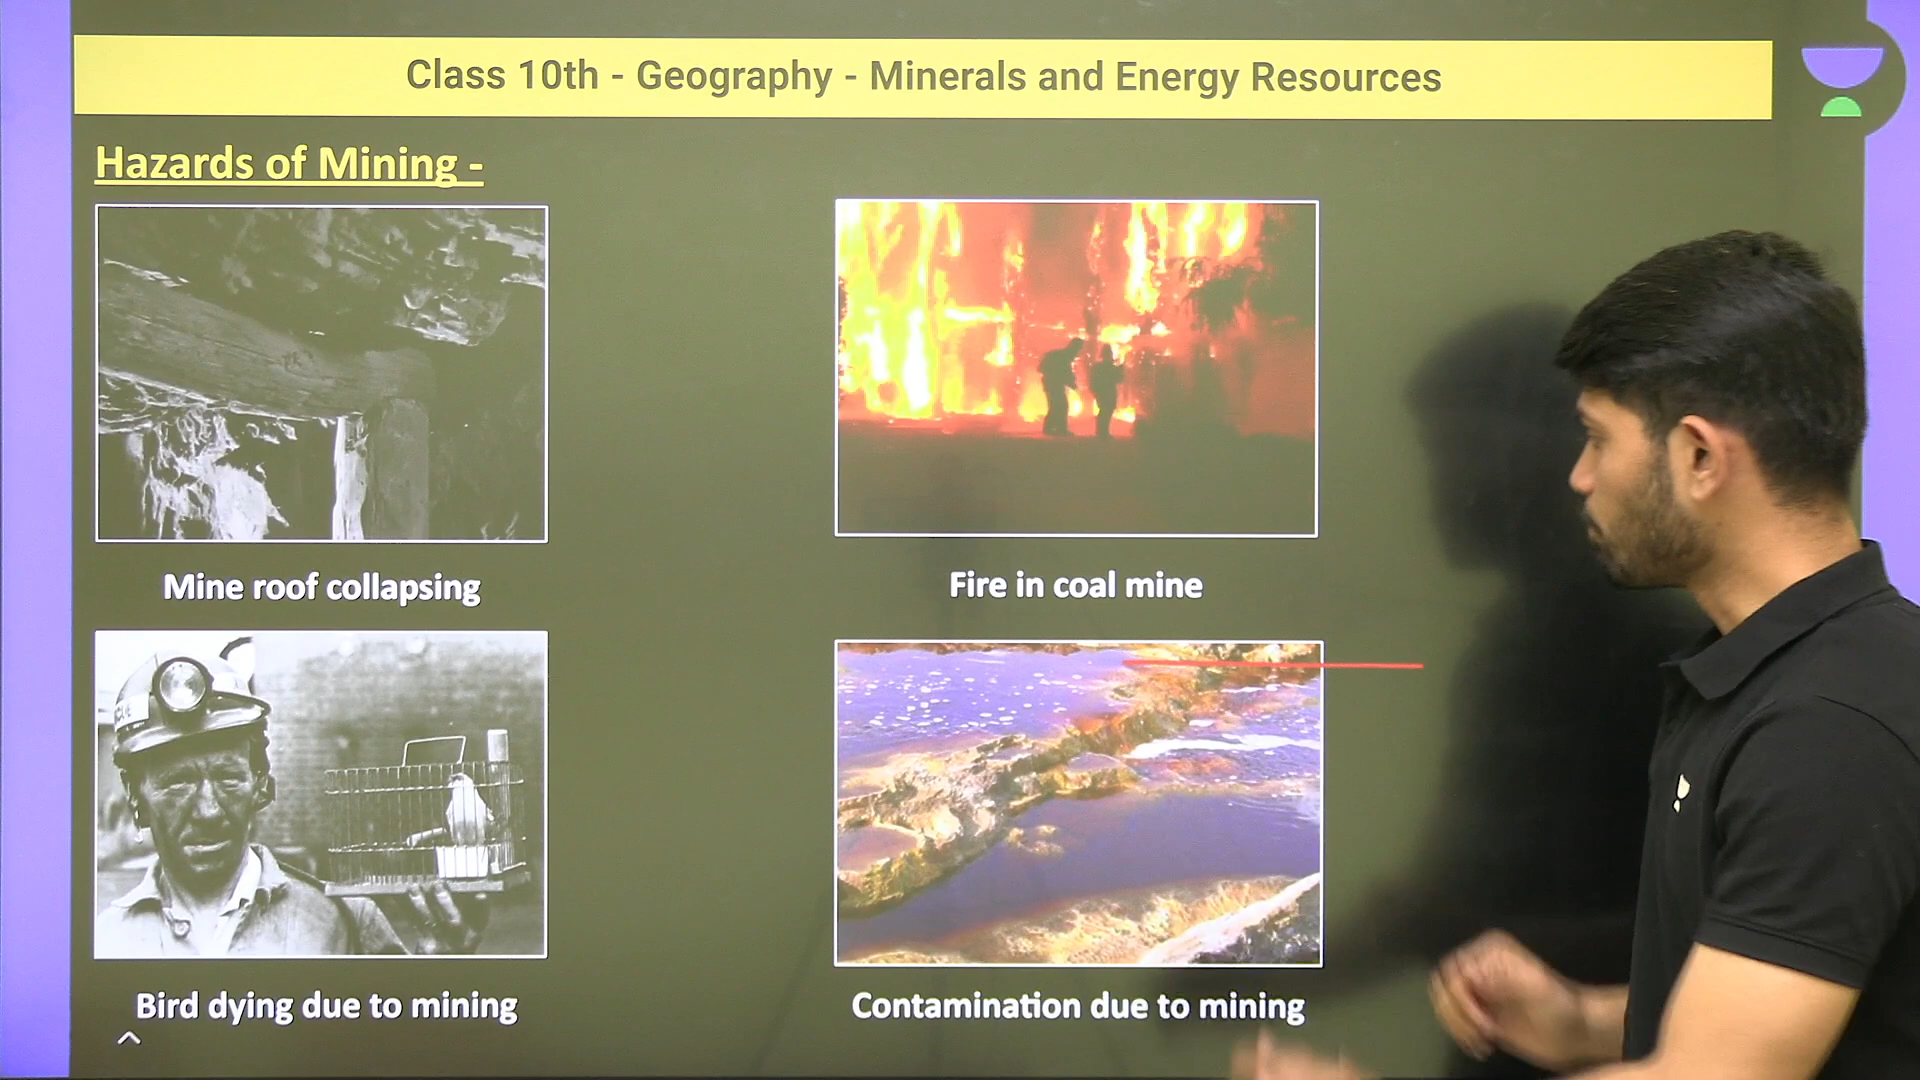 Class 10th - Geography - Minerals and Energy Resources
Hazards of Mining -
Mine roof collapsing
Fire in coal mine
Bird dying due to mining
Contamination due to mining